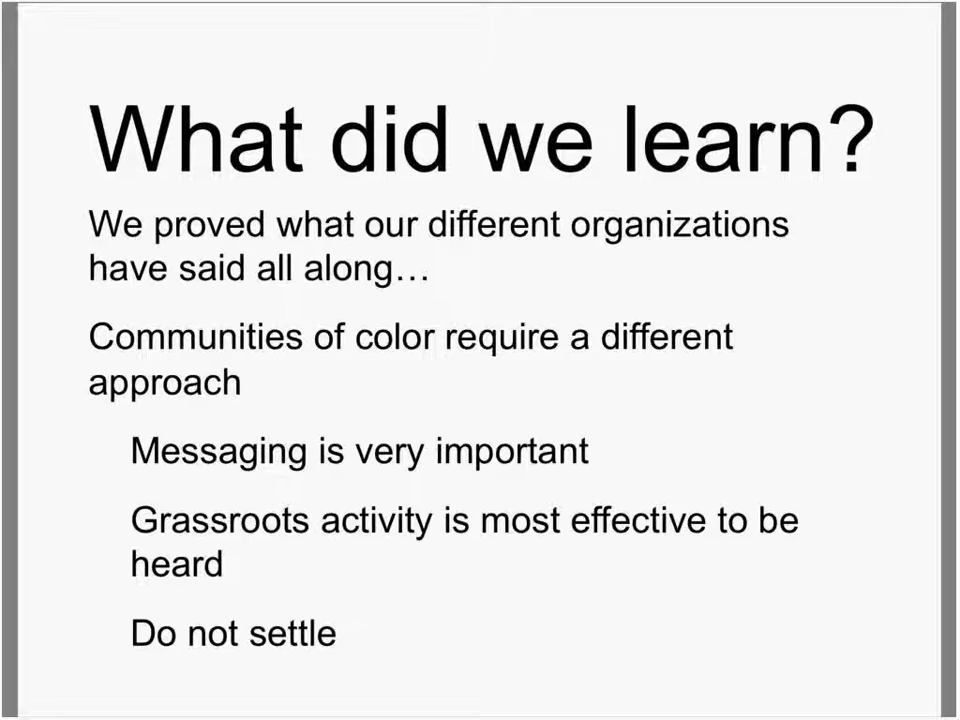 What did we learn?
We proved what our different organizations
have said all along…
Communities of color require a different
approach
Messaging is very important
Grassroots activity is most effective to be
heard
Do not settle